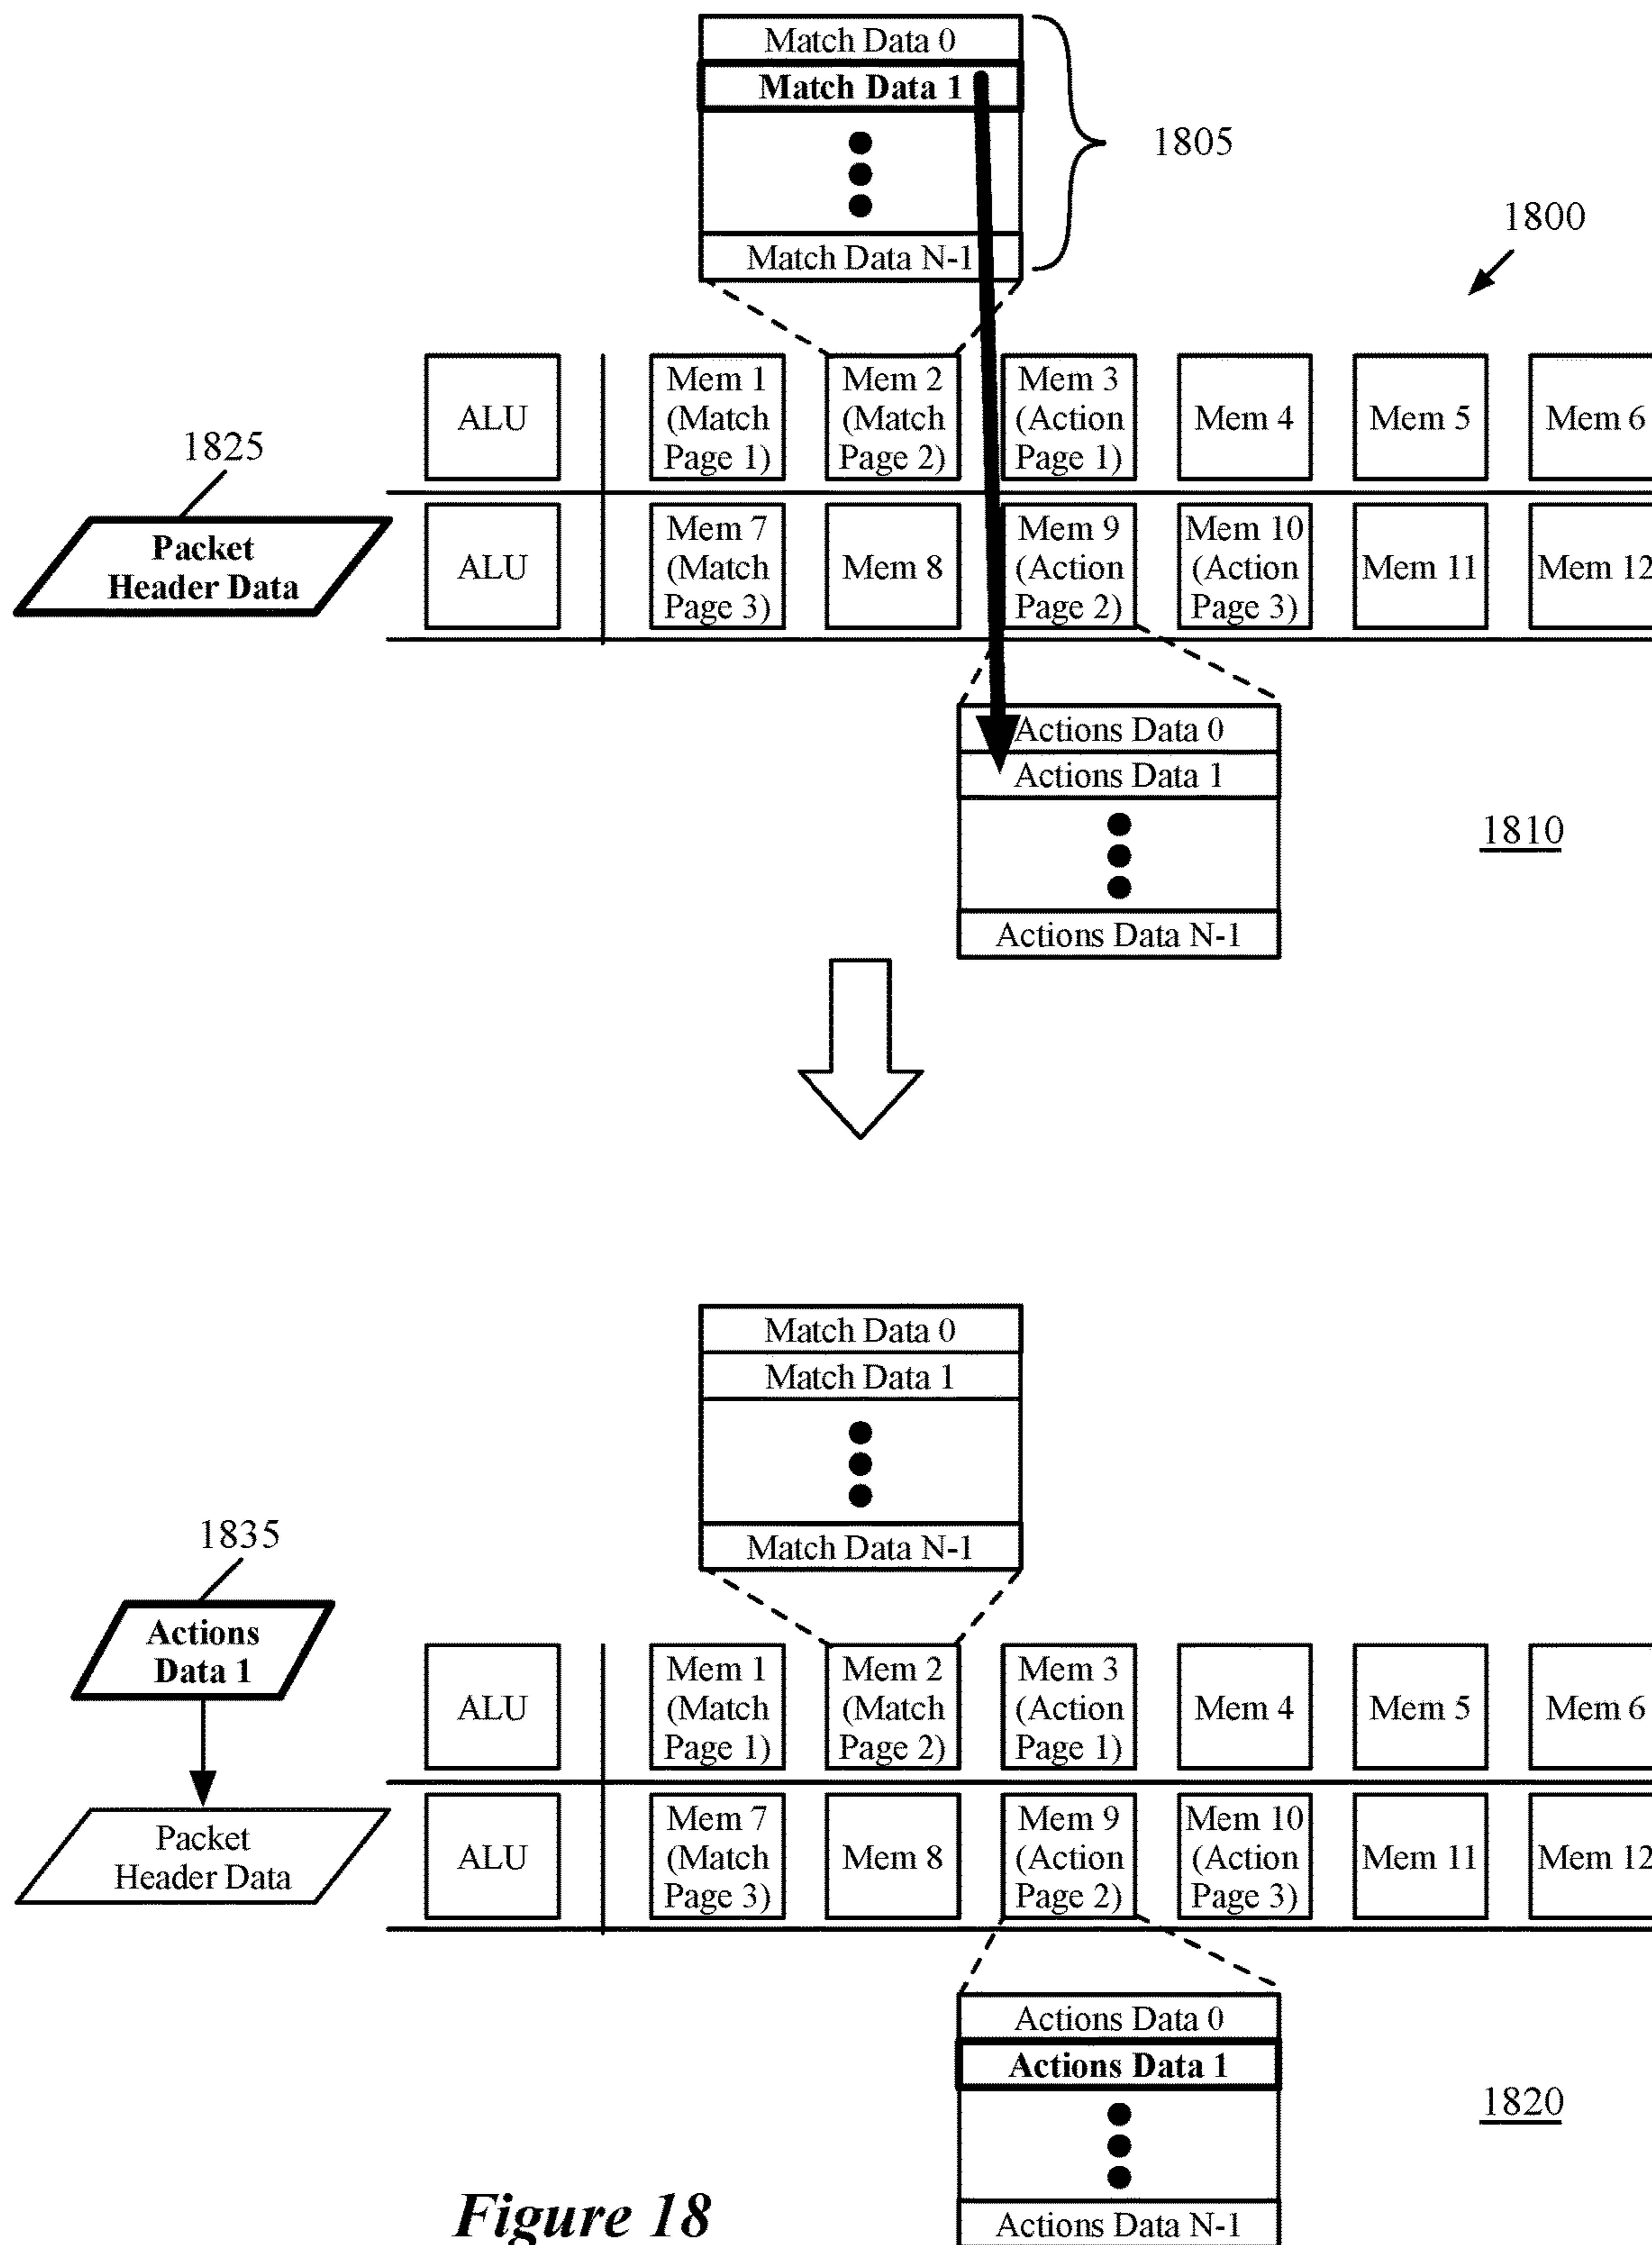 Match Data 0
Match Data 1
Match Data N-1
1805
1800
ALU
Mem 1
(Match
Page 1)
Mem 2
(Match
Page 2)
Mem 3
(Action
Page 1)
Mem 4
Mem 5
Mem 6
1825
Packet
Header Data
ALU
Mem 7
(Match
Page 3)
Mem 8
Mem 9
(Action
Page 2)
Mem 10
(Action
Page 3)
Mem 11
Mem 12
Actions Data 0
Actions Data 1
Actions Data N-1
1810
Match Data 0
Match Data 1
Match Data N-1
1835
Actions
Data 1
ALU
Mem 1
(Match
Page 1)
Mem 2
(Match
Page 2)
Mem 3
(Action
Page 1)
Mem 4
Mem 5
Mem 6
Packet
Header Data
ALU
Mem 7
(Match
Page 3)
Mem 8
Mem 9
(Action
Page 2)
Mem 10
(Action
Page 3)
Mem 11
Mem 12
Actions Data 0
Actions Data 1
Actions Data N-1
1820
Figure 18